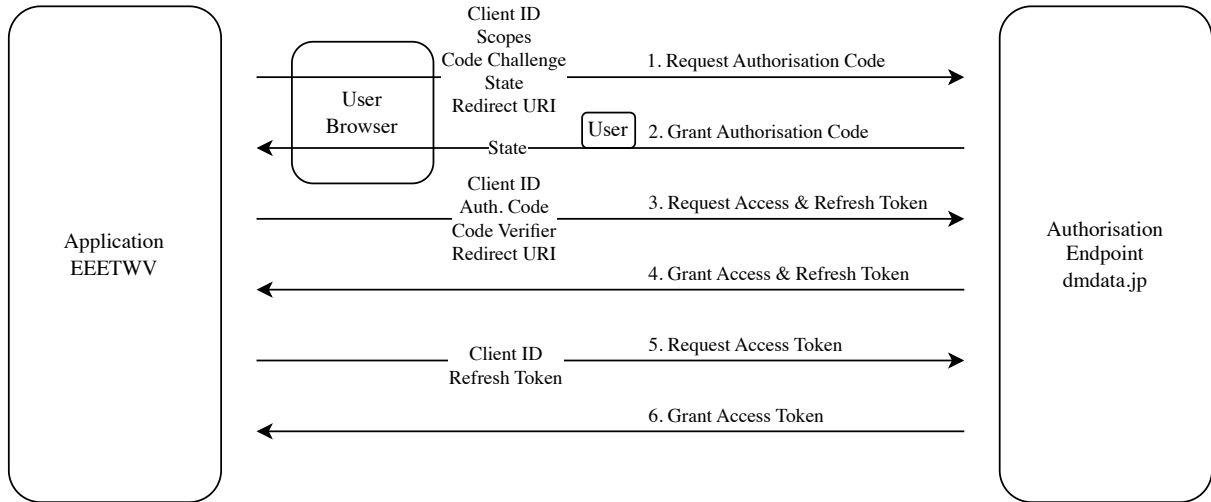 Client ID
Scopes
Code Challenge
State
Redirect URI
1. Request Authorisation Code
User
Browser
User
2. Grant Authorisation Code
State
Client ID
Auth. Code
Code Verifier
Redirect URI
3. Request Access & Refresh Token
Application
EEETWV
Authorisation
Endpoint
dmdata.jp
4. Grant Access & Refresh Token
Client ID
Refresh Token
5. Request Access Token
6. Grant Access Token